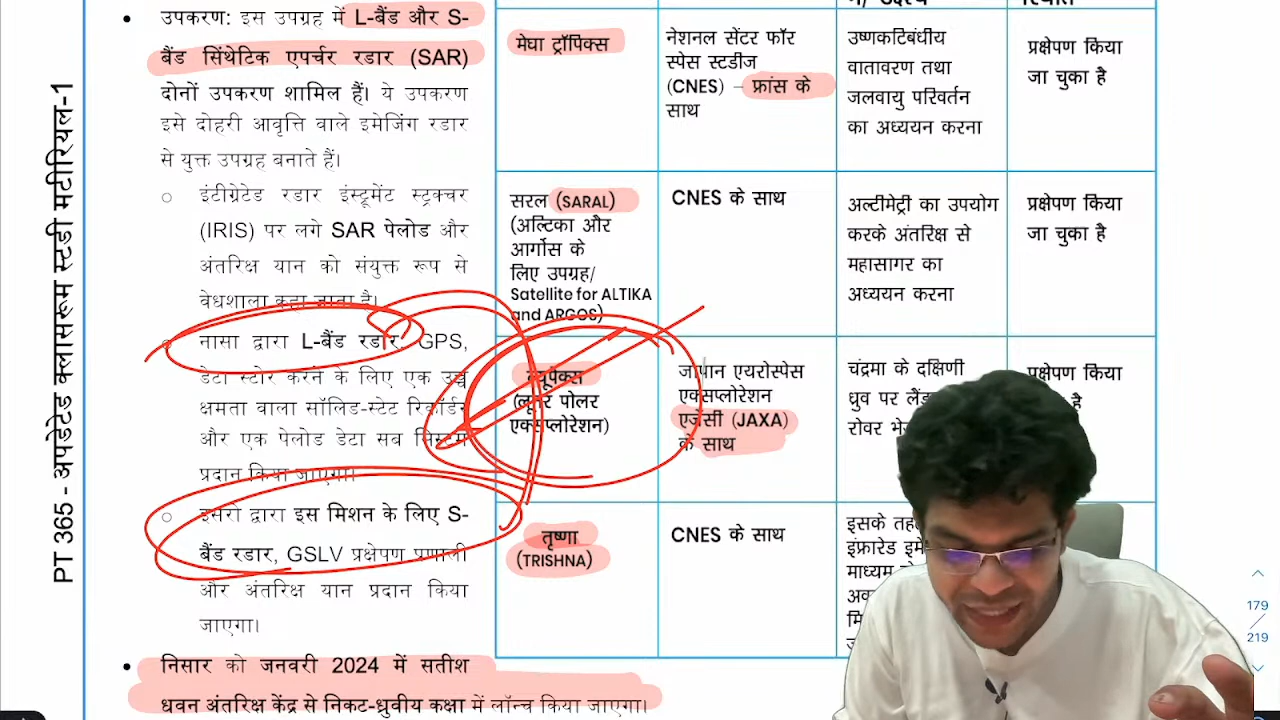 PT 365 - अपडेटेड क्लासरूम स्टडी मटीरियल-1
• उपकरण: इस उपग्रह में L-बैंड और S-
बैंड सिंथेटिक एपर्चर रडार (SAR)
दोनों उपकरण शामिल हैं। ये उपकरण
इसे दोहरी आवृत्ति वाले इमेजिंग रडार
से युक्त उपग्रह बनाते हैं।
○ इंटीग्रेटेड रडार इंस्ट्रूमेंट स्ट्रक्चर
(IRIS) पर लगे SAR पेलोड और
अंतरिक्ष यान को संयुक्त रूप से
वेधशाला कहा जाता है।
○ नासा द्वारा L-बैंड रडार, GPS,
डेटा स्टोर करने के लिए एक उच्च
क्षमता वाला सॉलिड-स्टेट रिकॉर्डर
और एक पेलोड डेटा सब सिस्टम
प्रदान किया जाएगा।
○ इसरो द्वारा इस मिशन के लिए S-
बैंड रडार, GSLV प्रक्षेपण प्रणाली
और अंतरिक्ष यान प्रदान किया
जाएगा।
• निसार को जनवरी 2024 में सतीश
धवन अंतरिक्ष केंद्र से निकट-ध्रुवीय कक्षा में लॉन्च किया जाएगा।
मेघा ट्रॉपिक्स
नेशनल सेंटर फॉर
स्पेस स्टडीज
(CNES) – फ्रांस के
साथ
उष्णकटिबंधीय
वातावरण तथा
जलवायु परिवर्तन
का अध्ययन करना
प्रक्षेपण किया
जा चुका है
सरल (SARAL)
(अल्टिका और
आर्गोस के
लिए उपग्रह/
Satellite for ALTIKA
and ARGOS)
CNES के साथ
अल्टीमेट्री का उपयोग
करके अंतरिक्ष से
महासागर का
अध्ययन करना
प्रक्षेपण किया
जा चुका है
ल्यूपेक्स
(लूनर पोलर
एक्सप्लोरेशन)
जापान एयरोस्पेस
एक्सप्लोरेशन
एजेंसी (JAXA)
के साथ
चंद्रमा के दक्षिणी
ध्रुव पर
रोवर
प्रक्षेपण किया
है
तृष्णा
(TRISHNA)
CNES के साथ
इसके
इंफ्रारेड
माध्यम
179
219